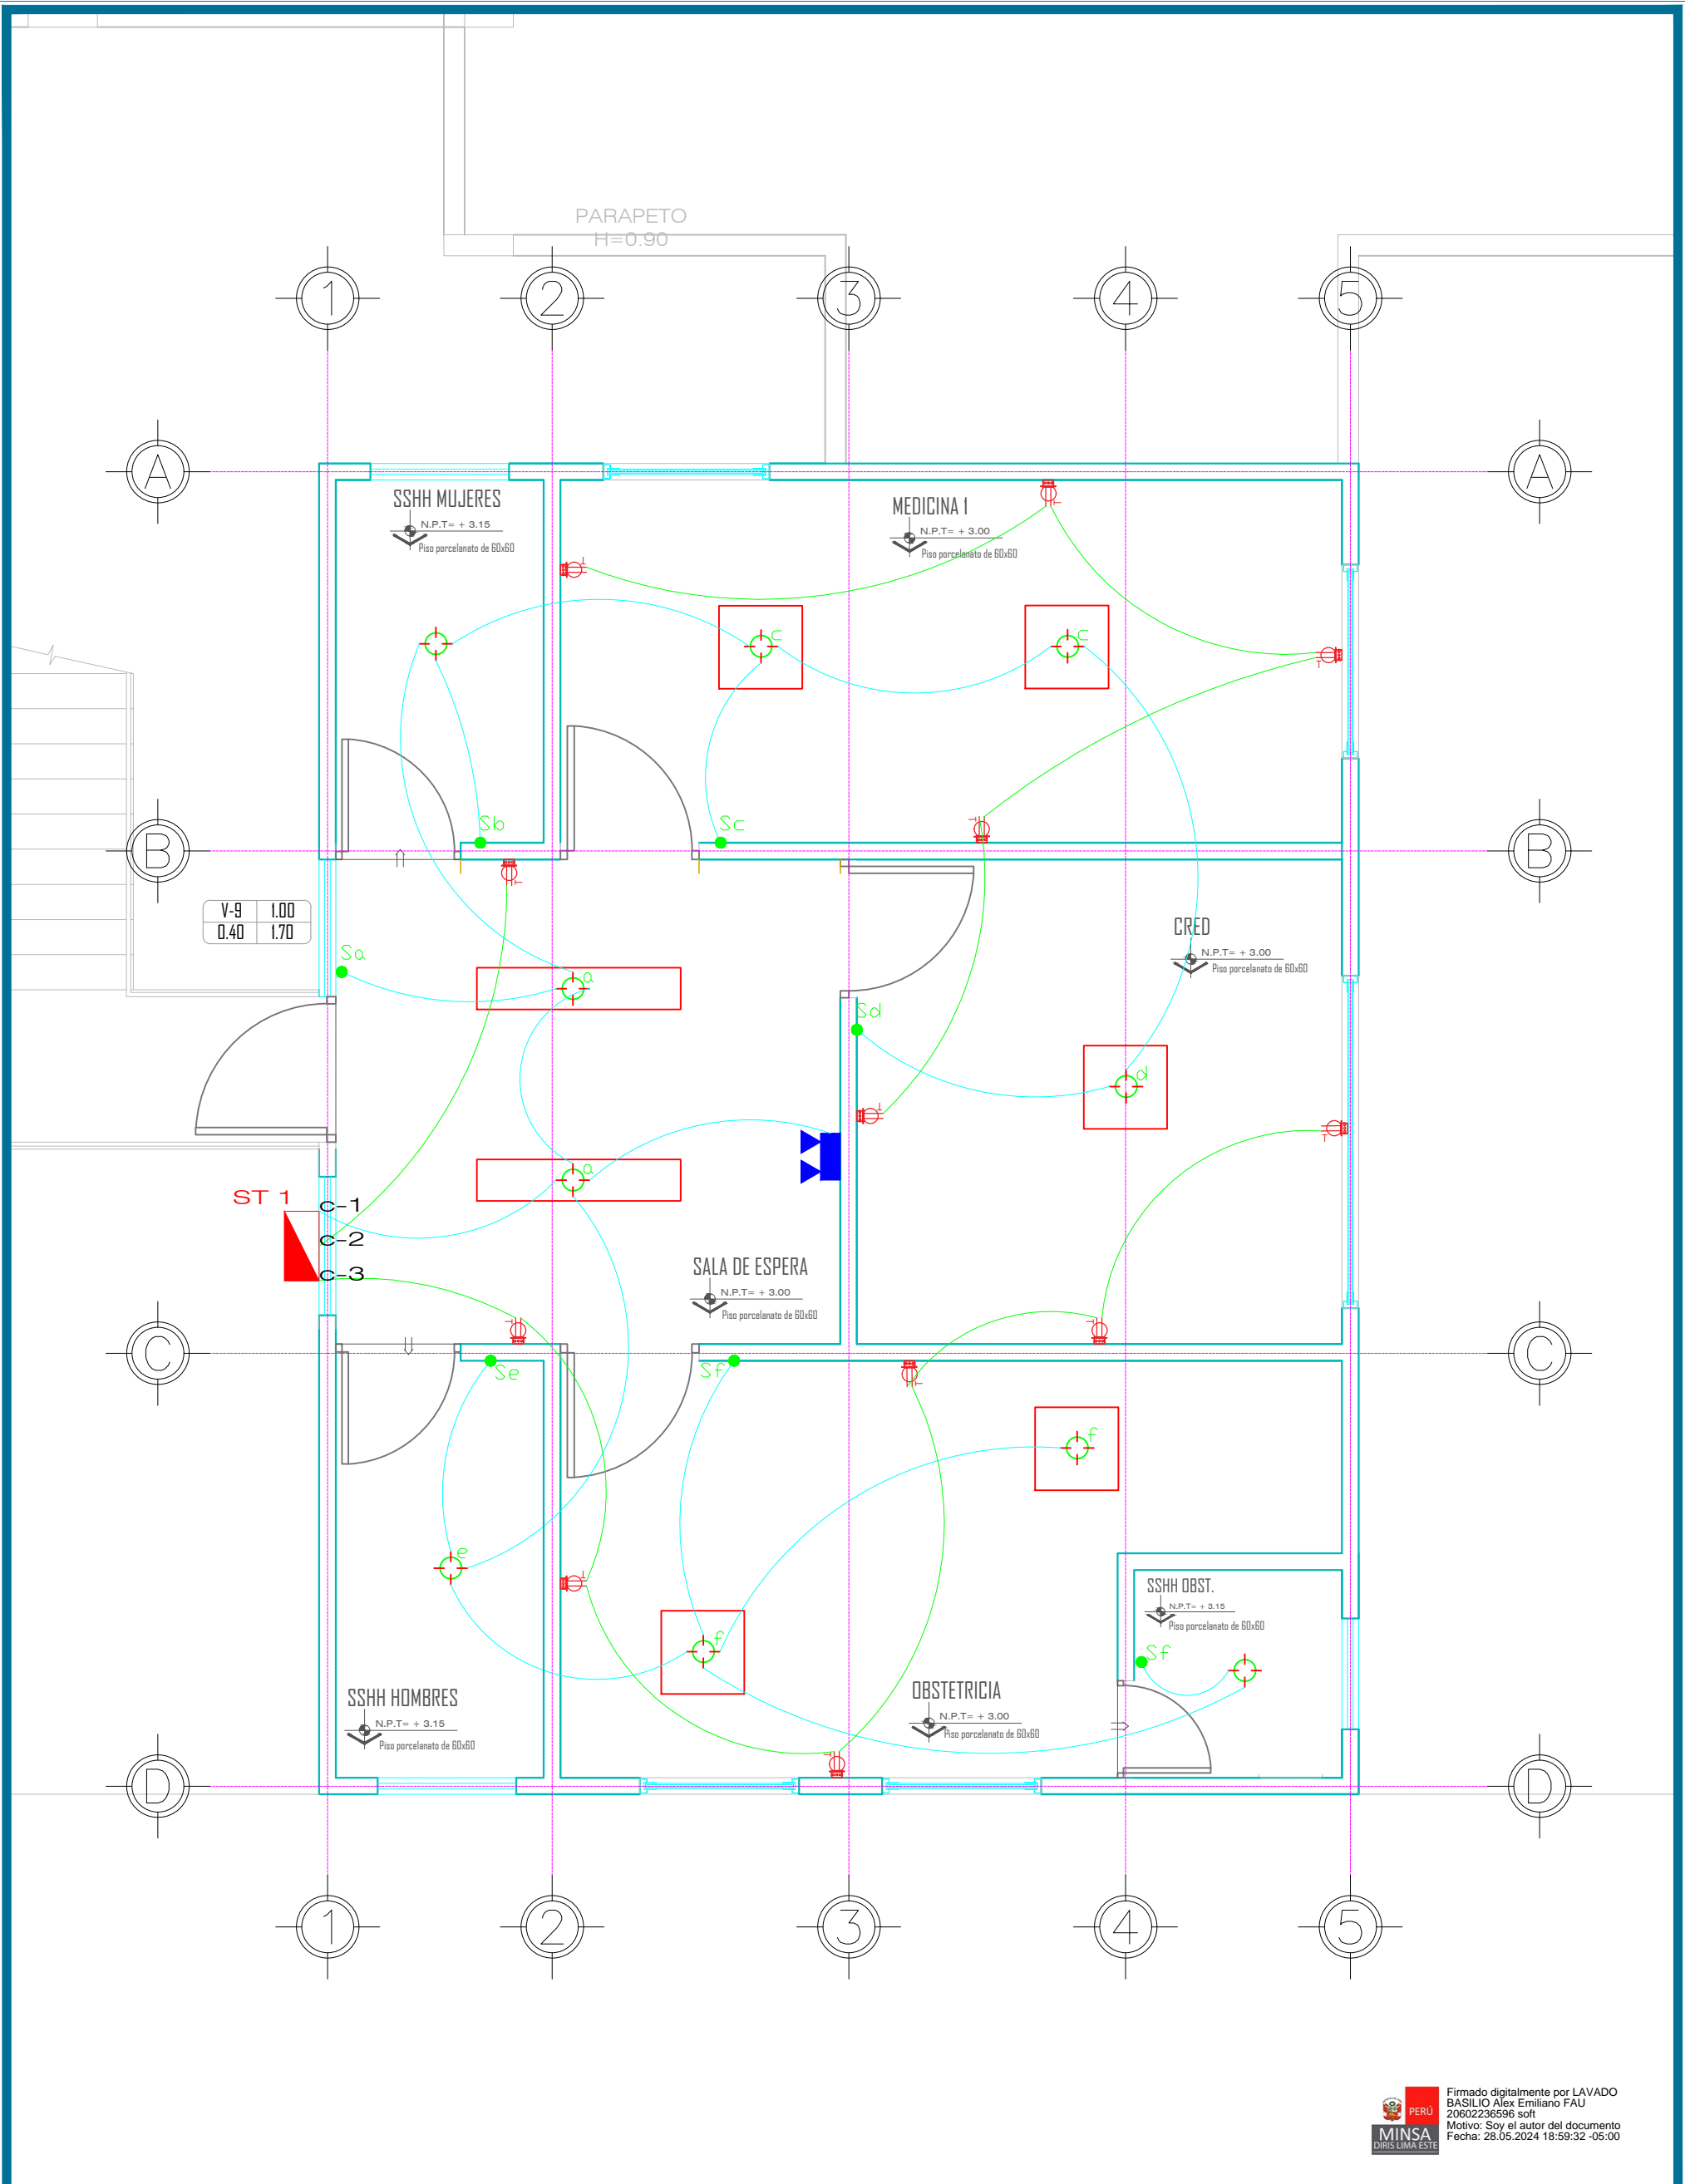 PARAPETO
H=0.90
1
2
3
4
5
A
A
SSHH MUJERES
N.P.T= + 3.15
Piso porcelanato de 60x60
MEDICINA 1
N.P.T= + 3.00
Piso porcelanato de 60x60
T
T
T
c
c
Sb
Sc
T
B
B
T
V-9 1.00
0.40 1.70
CRED
N.P.T= + 3.00
Piso porcelanato de 60x60
Sa
a
Sd
d
T
T
a
ST 1
c-1
c-2
c-3
SALA DE ESPERA
N.P.T= + 3.00
Piso porcelanato de 60x60
T
T
C
C
Se
Sf
T
f
e
T
SSHH OBST.
N.P.T= + 3.15
Piso porcelanato de 60x60
f
Sf
SSHH HOMBRES
N.P.T= + 3.15
Piso porcelanato de 60x60
OBSTETRICIA
N.P.T= + 3.00
Piso porcelanato de 60x60
T
D
D
1
2
3
4
5
PERÚ
MINSA
DIRIS LIMA ESTE
Firmado digitalmente por LAVADO
BASILIO Alex Emiliano FAU
20602236596 soft
Motivo: Soy el autor del documento
Fecha: 28.05.2024 18:59:32 -05:00